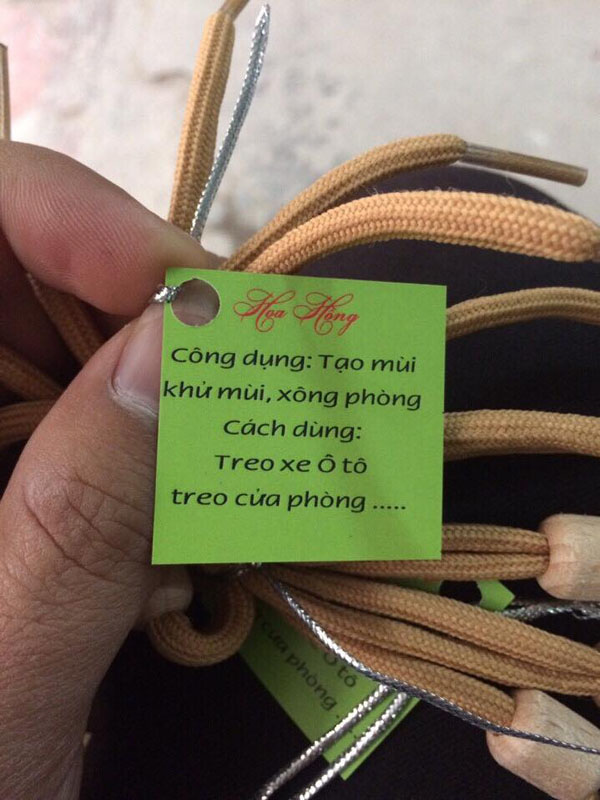 Hoa Hồng
Công dụng: Tạo mùi
khử mùi, xông phòng
Cách dùng:
Treo xe Ô tô
treo cửa phòng .....
Ô tô
cửa phòng ...